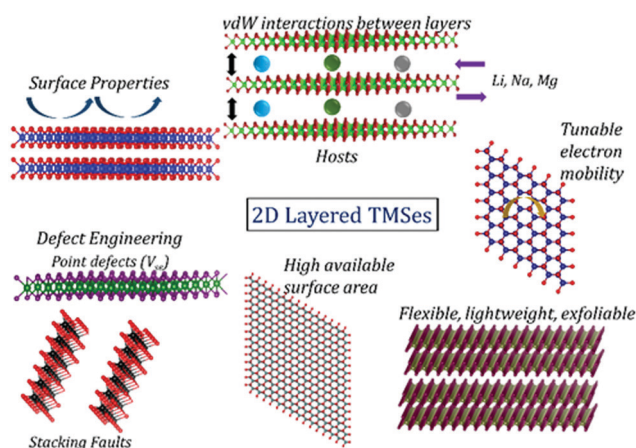 vdW interactions between layers
Surface Properties
Li, Na, Mg
Hosts
Tunable
electron
mobility
2D Layered TMSes
Defect Engineering
Point defects (VSe)
High available
surface area
Flexible, lightweight, exfoliable
Stacking Faults